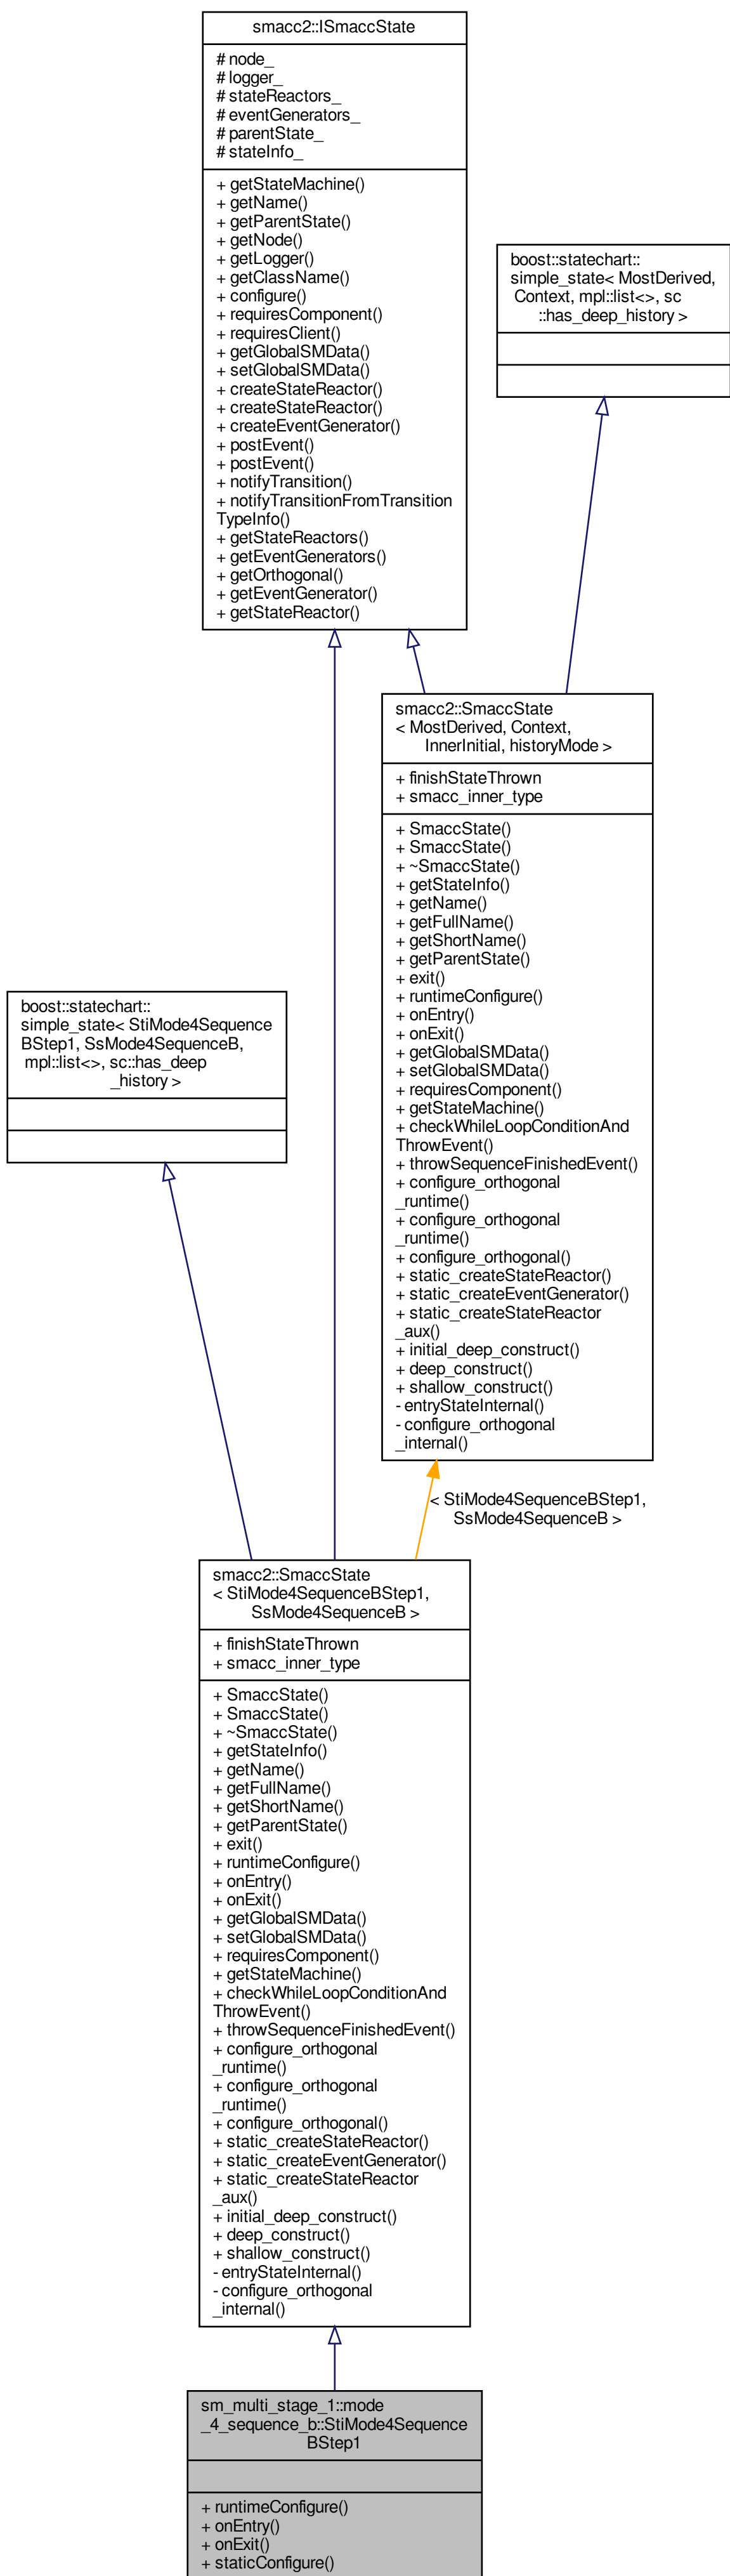 smacc2::ISmaccState
# node_
# logger_
# stateReactors_
# eventGenerators_
# parentState_
# stateInfo_
+ getStateMachine()
+ getName()
+ getParentState()
+ getNode()
+ getLogger()
+ getClassName()
+ configure()
+ requiresComponent()
+ requiresClient()
+ getGlobalSMData()
+ setGlobalSMData()
+ createStateReactor()
+ createStateReactor()
+ createEventGenerator()
+ postEvent()
+ postEvent()
+ notifyTransition()
+ notifyTransitionFromTransition
TypeInfo()
+ getStateReactors()
+ getEventGenerators()
+ getOrthogonal()
+ getEventGenerator()
+ getStateReactor()
boost::statechart::
simple_state< MostDerived,
Context, mpl::list<>, sc
::has_deep_history >
smacc2::SmaccState
< MostDerived, Context,
InnerInitial, historyMode >
+ finishStateThrown
+ smacc_inner_type
+ SmaccState()
+ SmaccState()
+ ~SmaccState()
+ getStateInfo()
+ getName()
+ getFullName()
+ getShortName()
+ getParentState()
+ exit()
+ runtimeConfigure()
+ onEntry()
+ onExit()
+ getGlobalSMData()
+ setGlobalSMData()
+ requiresComponent()
+ getStateMachine()
+ checkWhileLoopConditionAnd
ThrowEvent()
+ throwSequenceFinishedEvent()
+ configure_orthogonal
_runtime()
+ configure_orthogonal
_runtime()
+ configure_orthogonal()
+ static_createStateReactor()
+ static_createEventGenerator()
+ static_createStateReactor
_aux()
+ initial_deep_construct()
+ deep_construct()
+ shallow_construct()
- entryStateInternal()
- configure_orthogonal
_internal()
boost::statechart::
simple_state< StiMode4Sequence
BStep1, SsMode4SequenceB,
mpl::list<>, sc::has_deep
_history >
< StiMode4SequenceBStep1,
SsMode4SequenceB >
smacc2::SmaccState
< StiMode4SequenceBStep1,
SsMode4SequenceB >
+ finishStateThrown
+ smacc_inner_type
+ SmaccState()
+ SmaccState()
+ ~SmaccState()
+ getStateInfo()
+ getName()
+ getFullName()
+ getShortName()
+ getParentState()
+ exit()
+ runtimeConfigure()
+ onEntry()
+ onExit()
+ getGlobalSMData()
+ setGlobalSMData()
+ requiresComponent()
+ getStateMachine()
+ checkWhileLoopConditionAnd
ThrowEvent()
+ throwSequenceFinishedEvent()
+ configure_orthogonal
_runtime()
+ configure_orthogonal
_runtime()
+ configure_orthogonal()
+ static_createStateReactor()
+ static_createEventGenerator()
+ static_createStateReactor
_aux()
+ initial_deep_construct()
+ deep_construct()
+ shallow_construct()
- entryStateInternal()
- configure_orthogonal
_internal()
sm_multi_stage_1::mode
_4_sequence_b::StiMode4Sequence
BStep1
+ runtimeConfigure()
+ onEntry()
+ onExit()
+ staticConfigure()